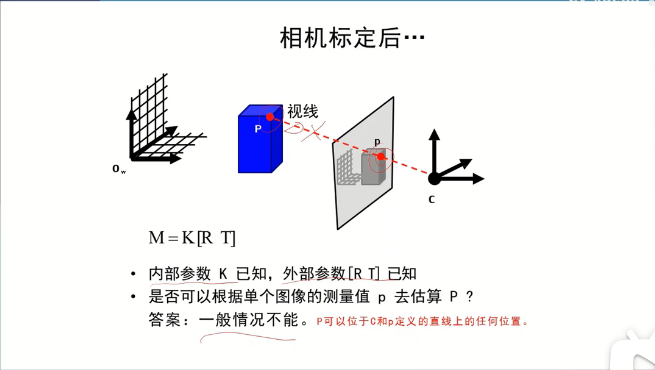 相机标定后…
视线
P
p
Ow
C
M=K[R T]
• 内部参数 K 已知，外部参数[R T] 已知
• 是否可以根据单个图像的测量值 p 去估算 P ?
答案：一般情况不能。P可以位于C和p定义的直线上的任何位置。